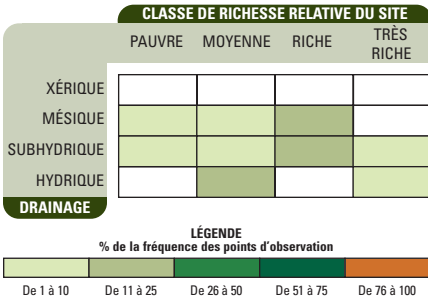 CLASSE DE RICHESSE RELATIVE DU SITE
PAUVRE MOYENNE RICHE TRÈS RICHE
XÉRIQUE
MÉSIQUE
SUBHYDRIQUE
HYDRIQUE
DRAINAGE
LÉGENDE
% de la fréquence des points d'observation
De 1 à 10 De 11 à 25 De 26 à 50 De 51 à 75 De 76 à 100